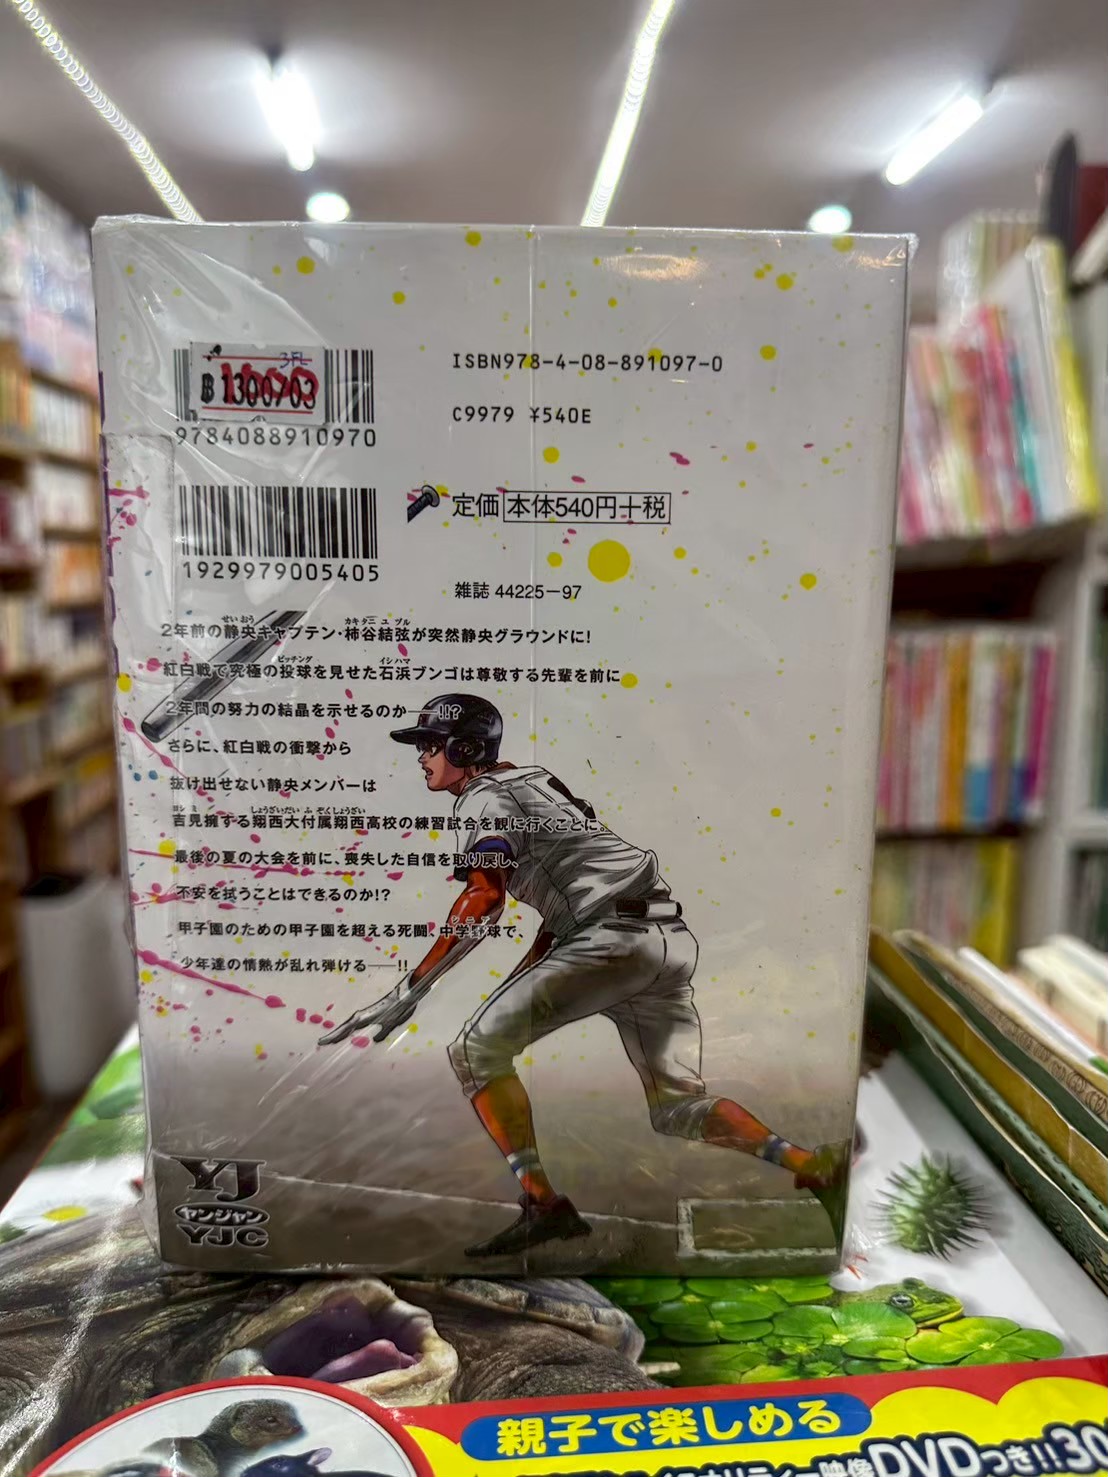 ISBN978-4-08-891097-0
C9979 ¥540E
3FL
9784088910970
定価 本体540円+税
1929979005405
雑誌 44225-97
2年前の静央キャプテン・柿谷結弦が突然静央グラウンドに!
紅白戦で究極の投球を見せた石浜ブンゴは尊敬する先輩を前に
2年間の努力の結晶を示せるのか──!!?
さらに、紅白戦の衝撃から
抜け出せない静央メンバーは
吉見擁する翔西大付属翔西高校の練習試合を観に行くことに。
最後の夏の大会を前に、喪失した自信を取り戻し、
不安を拭うことはできるのか!?
甲子園のための甲子園を超える死闘、中学野球で、
少年達の情熱が乱れ弾ける──!!
YJ
ヤンジャン
YJC
親子で楽しめる
DVDつき!!30